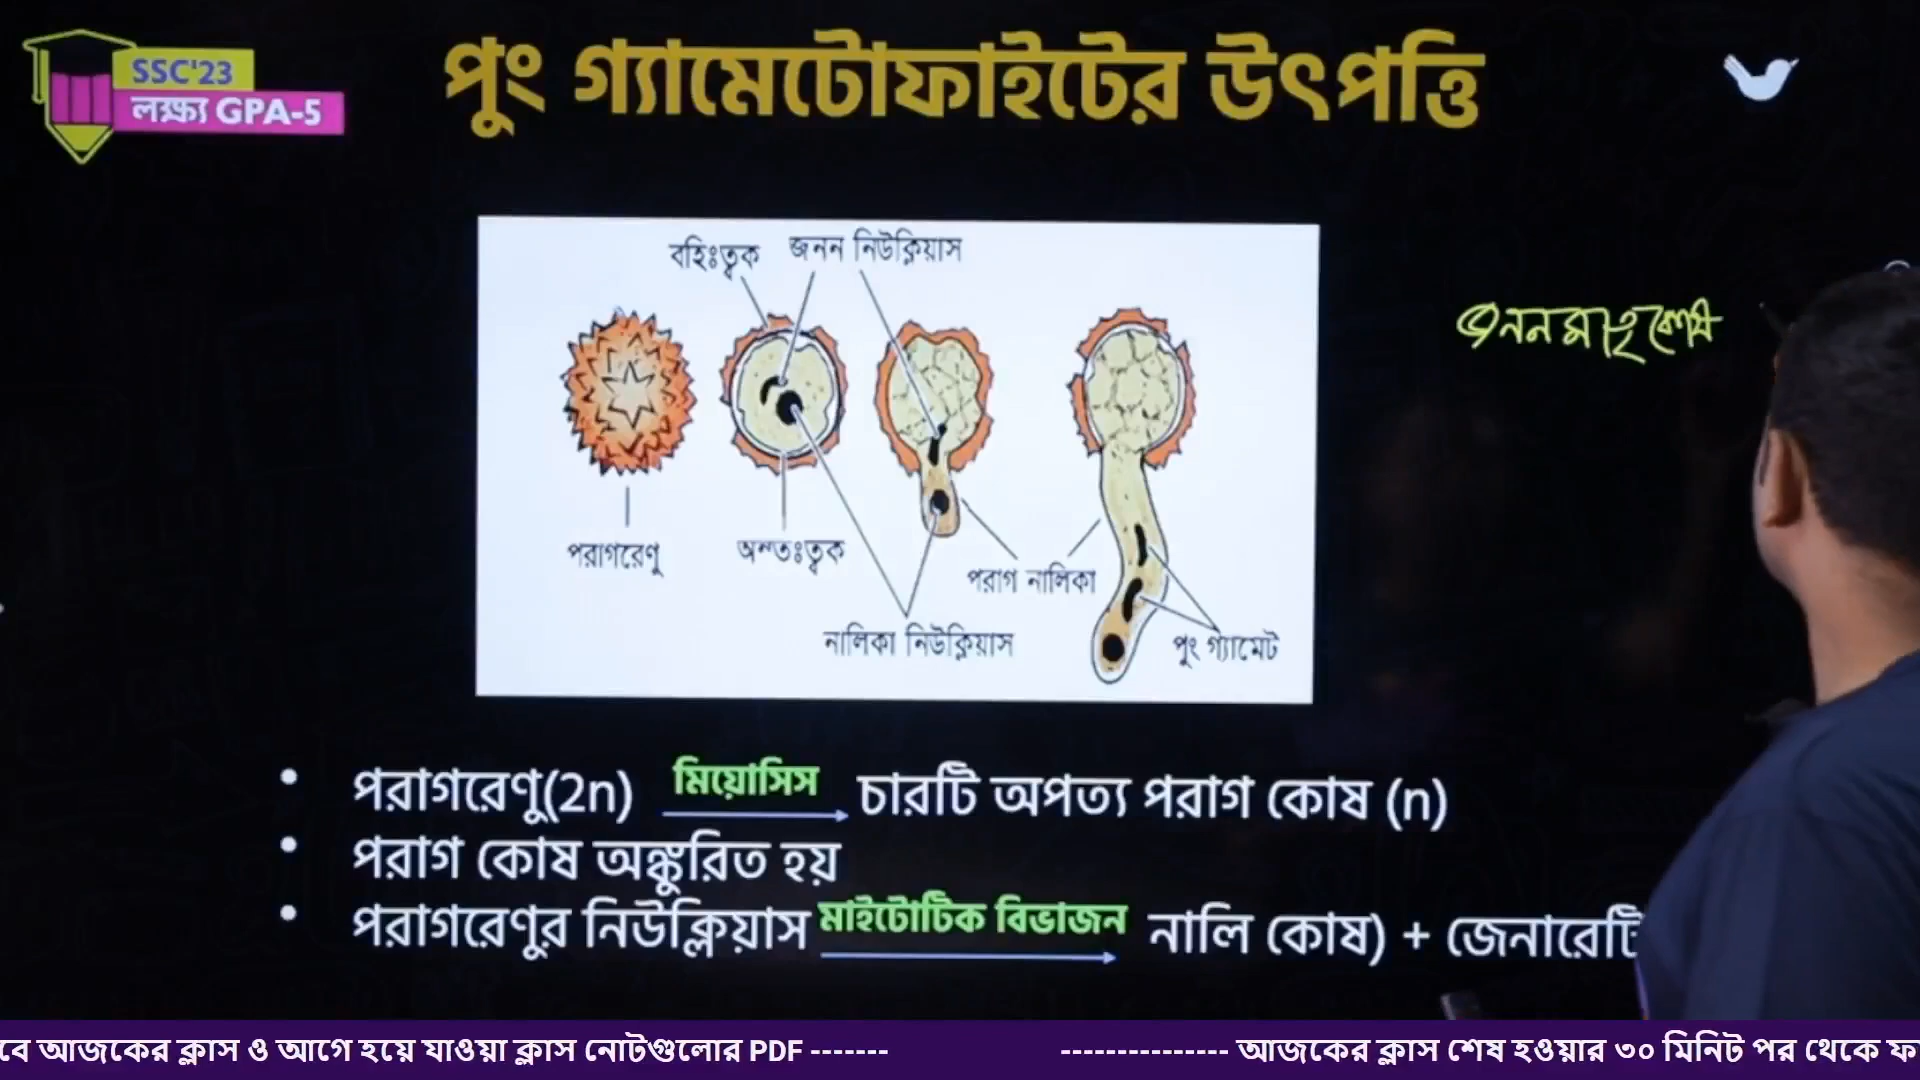 SSC'23
লক্ষ্য GPA-5
পুং গ্যামেটোফাইটের উৎপত্তি
বহিঃত্বক
জনন নিউক্লিয়াস
জনন মাতৃকোষ
পরাগরেণু
অন্তঃত্বক
পরাগ নালিকা
নালিকা নিউক্লিয়াস
পুং গ্যামেট
• পরাগরেণু(2n) মিয়োসিস চারটি অপত্য পরাগ কোষ (n)
• পরাগ কোষ অঙ্কুরিত হয়
• পরাগরেণুর নিউক্লিয়াস মাইটোটিক বিভাজন নালি কোষ) + জেনারেটি
বে আজকের ক্লাস ও আগে হয়ে যাওয়া ক্লাস নোটগুলোর PDF ------- --------------- আজকের ক্লাস শেষ হওয়ার ৩০ মিনিট পর থেকে ফ